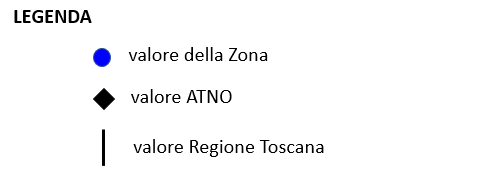 LEGENDA
valore della Zona
valore ATNO
valore Regione Toscana